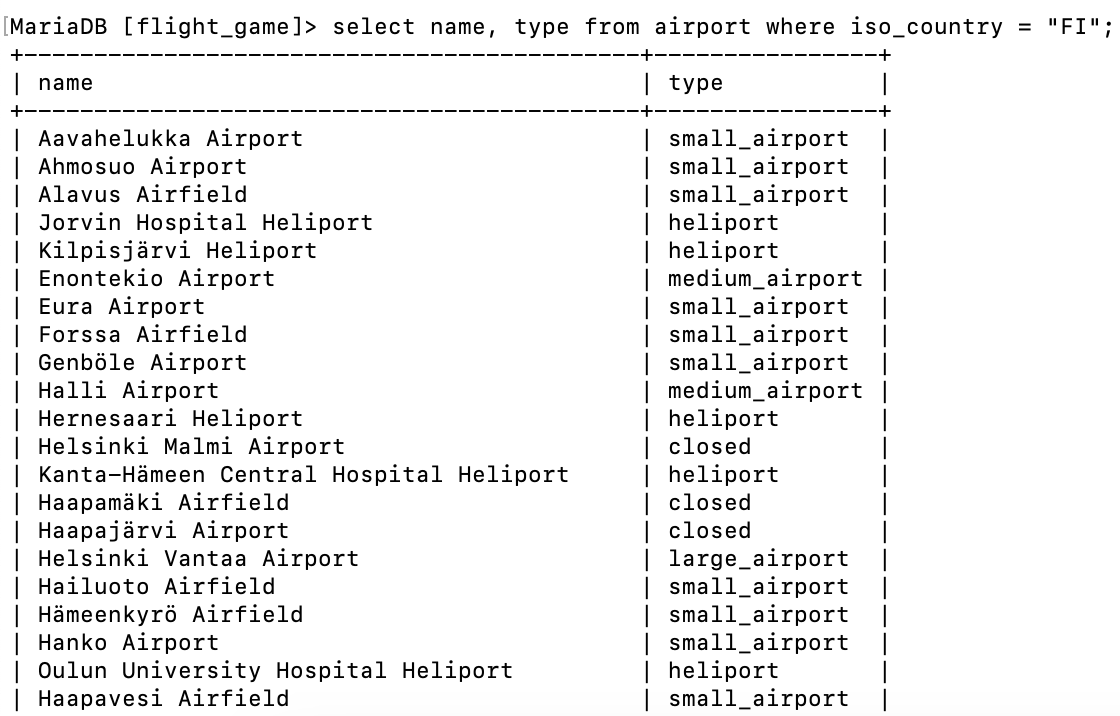 [MariaDB [flight_game]> select name, type from airport where iso_country = "FI";
+-------------------------------------------+----------------+
| name                                      | type           |
+-------------------------------------------+----------------+
| Aavahelukka Airport                       | small_airport  |
| Ahmosuo Airport                           | small_airport  |
| Alavus Airfield                           | small_airport  |
| Jorvin Hospital Heliport                  | heliport       |
| Kilpisjärvi Heliport                      | heliport       |
| Enontekio Airport                         | medium_airport |
| Eura Airport                              | small_airport  |
| Forssa Airfield                           | small_airport  |
| Genböle Airport                           | small_airport  |
| Halli Airport                             | medium_airport |
| Hernesaari Heliport                       | heliport       |
| Helsinki Malmi Airport                    | closed         |
| Kanta-Hämeen Central Hospital Heliport    | heliport       |
| Haapamäki Airfield                        | closed         |
| Haapajärvi Airport                        | closed         |
| Helsinki Vantaa Airport                   | large_airport  |
| Hailuoto Airfield                         | small_airport  |
| Hämeenkyrö Airfield                       | small_airport  |
| Hanko Airport                             | small_airport  |
| Oulun University Hospital Heliport        | heliport       |
| Haapavesi Airfield                        | small_airport  |